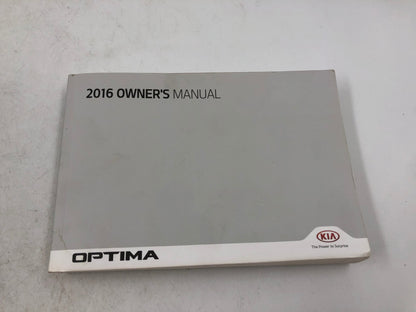 2016 OWNER'S MANUAL
KIA
The Power to Surprise
OPTIMA